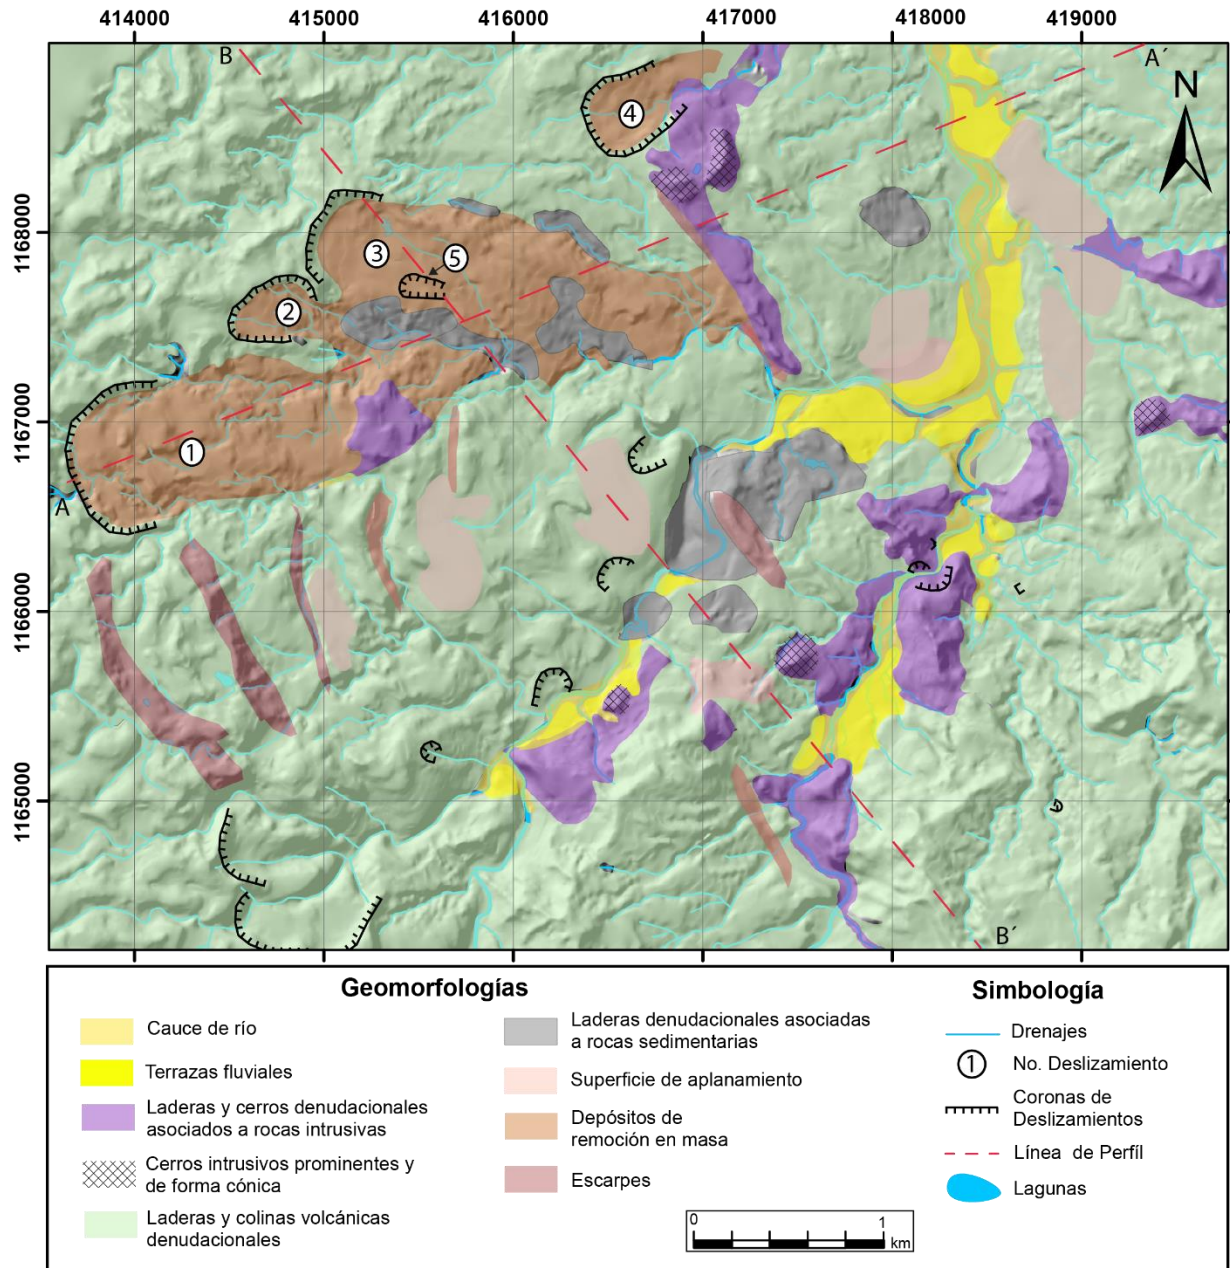 414000 415000 416000 417000 418000 419000
B
A´
N
4
1168000
3
5
2
1167000
1
A
1166000
1165000
B´
Geomorfologías
Cauce de río
Terrazas fluviales
Laderas y cerros denudacionales
asociados a rocas intrusivas
Cerros intrusivos prominentes y
de forma cónica
Laderas y colinas volcánicas
denudacionales
Laderas denudacionales asociadas
a rocas sedimentarias
Superficie de aplanamiento
Depósitos de
remoción en masa
Escarpes
0 1
km
Simbología
Drenajes
1 No. Deslizamiento
Coronas de
Deslizamientos
Línea de Perfíl
Lagunas